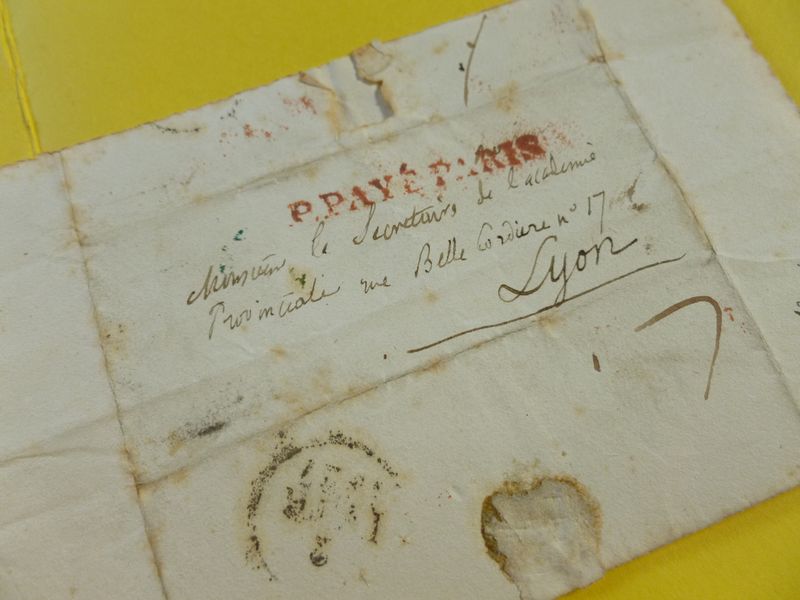 P.PAYÉ PARIS
Monsieur le Secretaire de l'academie
Provinciale rue Belle Cordiere n° 17
Lyon